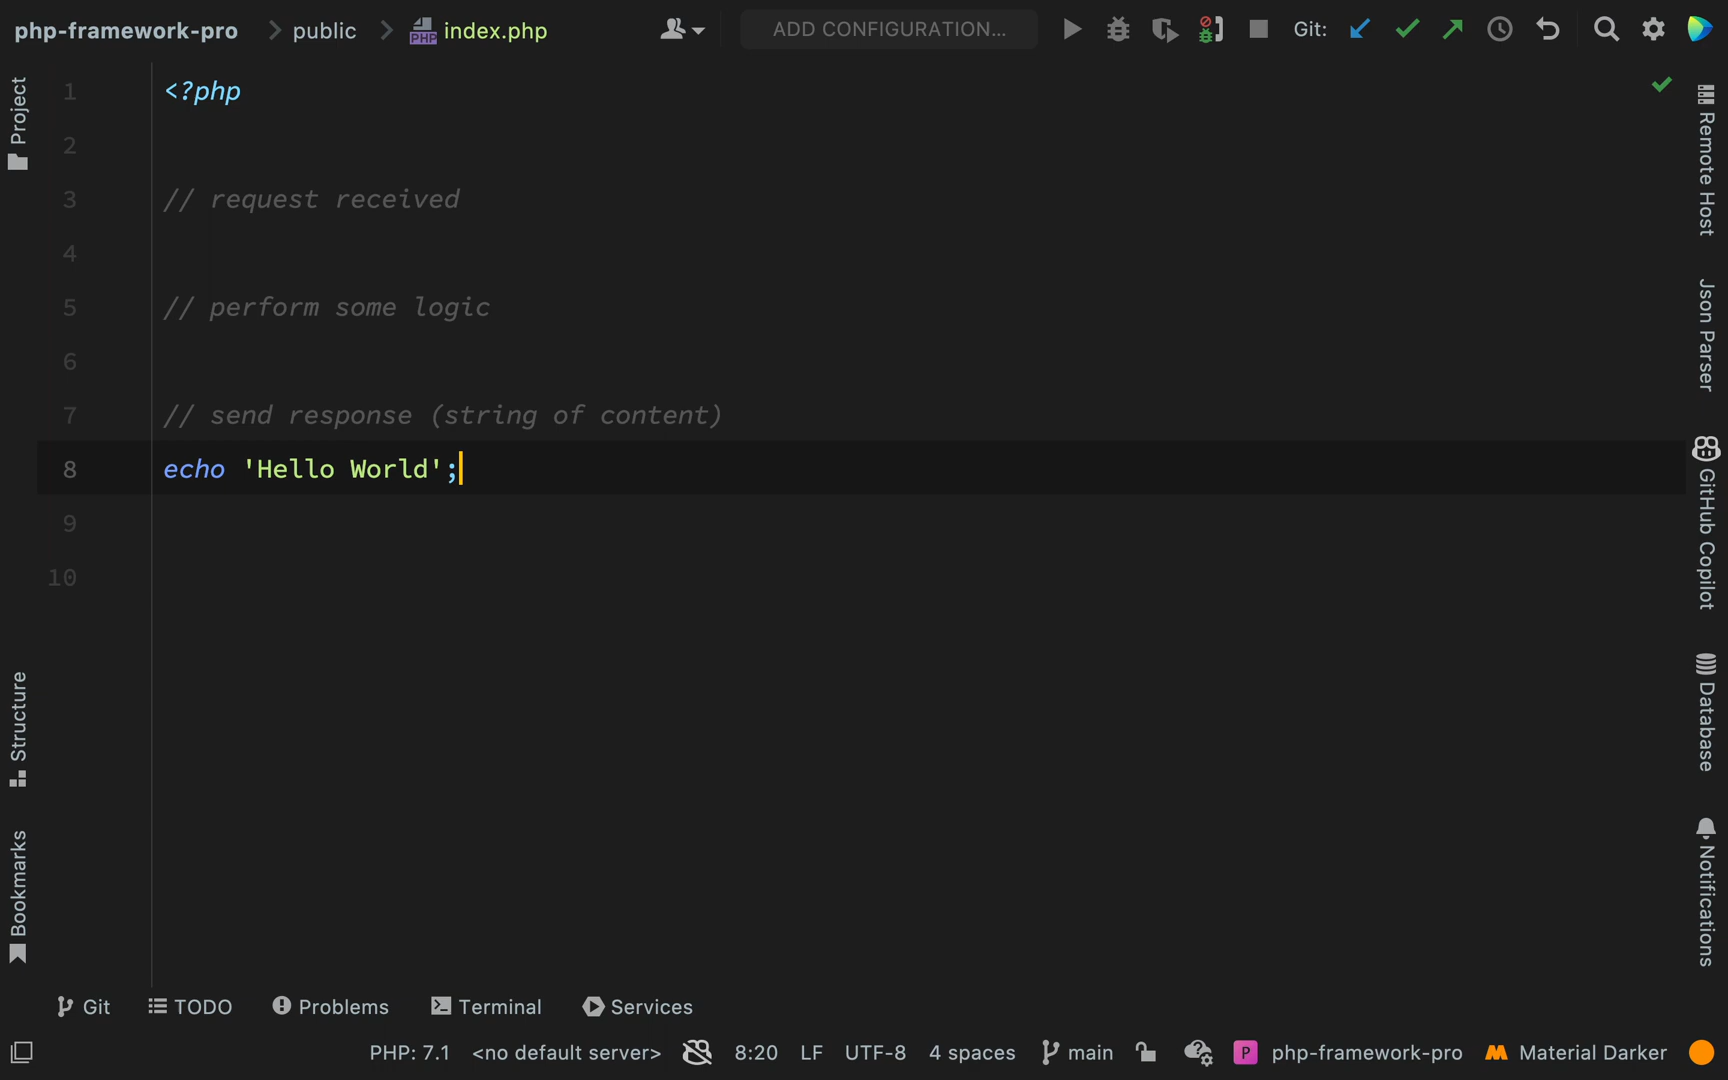 php-framework-pro public index.php ADD CONFIGURATION... Git:
Project
1 <?php
2
3 // request received
4
5 // perform some logic
6
7 // send response (string of content)
8 echo 'Hello World';
9
10
Structure
Bookmarks
Remote Host
Json Parser
GitHub Copilot
Database
Notifications
Git TODO Problems Terminal Services
PHP: 7.1 <no default server> 8:20 LF UTF-8 4 spaces main P php-framework-pro Material Darker